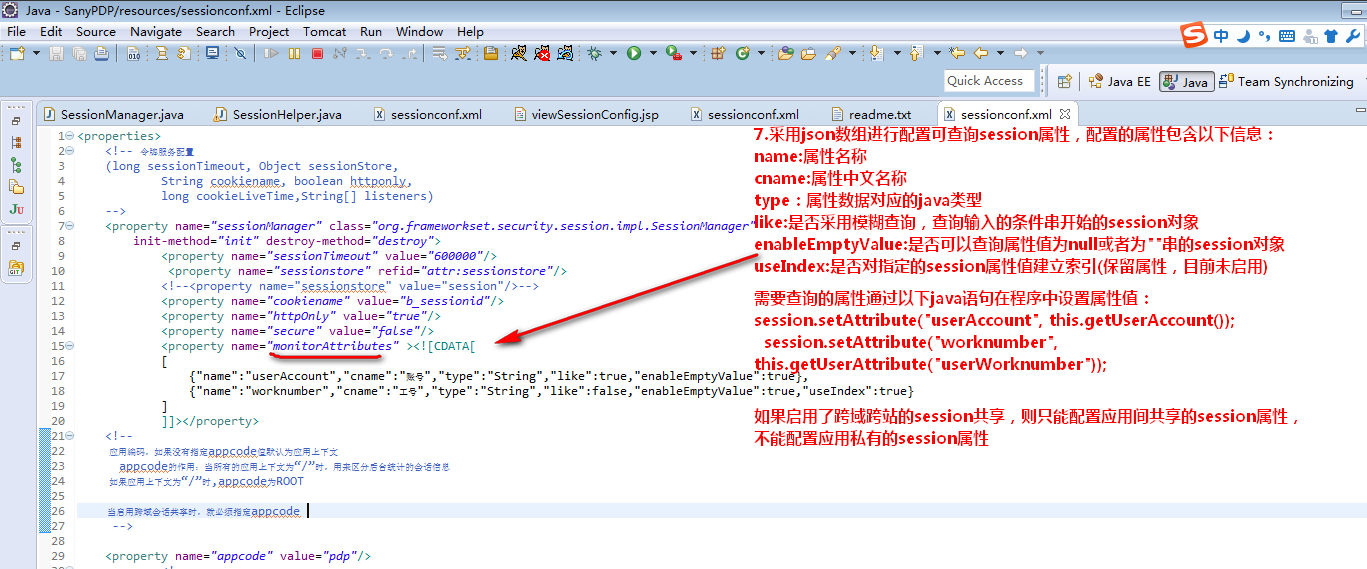 Java - SanyPDP/resources/sessionconf.xml - Eclipse
File Edit Source Navigate Search Project Tomcat Run Window Help
中
Quick Access
Java EE
Java
Team Synchronizing
SessionManager.java
SessionHelper.java
sessionconf.xml
viewSessionConfig.jsp
sessionconf.xml
readme.txt
sessionconf.xml
1 <properties>
2 <!-- 令牌服务配置
3 (long sessionTimeout, Object sessionStore,
4 String cookiename, boolean httponly,
5 long cookieLiveTime,String[] listeners)
6 -->
7 <property name="sessionManager" class="org.frameworkset.security.session.impl.SessionManager"
8 init-method="init" destroy-method="destroy">
9 <property name="sessionTimeout" value="600000"/>
10 <property name="sessionstore" refid="attr:sessionstore"/>
11 <!--<property name="sessionstore" value="session"/>-->
12 <property name="cookiename" value="b_sessionid"/>
13 <property name="httpOnly" value="true"/>
14 <property name="secure" value="false"/>
15 <property name="monitorAttributes" ><![CDATA[
16 [
17 {"name":"userAccount","cname":"账号","type":"String","like":true,"enableEmptyValue":true},
18 {"name":"worknumber","cname":"工号","type":"String","like":false,"enableEmptyValue":true,"useIndex":true}
19 ]
20 ]]></property>
21 <!--
22 应用编码，如果没有指定appcode值默认为应用上下文
23 appcode的作用：当所有的应用上下文为“/”时，用来区分后台统计的会话信息
24 如果应用上下文为“/”时,appcode为ROOT
25
26 当启用跨域会话共享时，就必须指定appcode
27 -->
28
29 <property name="appcode" value="pdp"/>
7.采用json数组进行配置可查询session属性，配置的属性包含以下信息：
name:属性名称
cname:属性中文名称
type：属性数据对应的java类型
like:是否采用模糊查询，查询输入的条件串开始的session对象
enableEmptyValue:是否可以查询属性值为null或者为""串的session对象
useIndex:是否对指定的session属性值建立索引(保留属性，目前未启用)
需要查询的属性通过以下java语句在程序中设置属性值：
session.setAttribute("userAccount", this.getUserAccount());
session.setAttribute("worknumber",
this.getUserAttribute("userWorknumber"));
如果启用了跨域跨站的session共享，则只能配置应用间共享的session属性，
不能配置应用私有的session属性